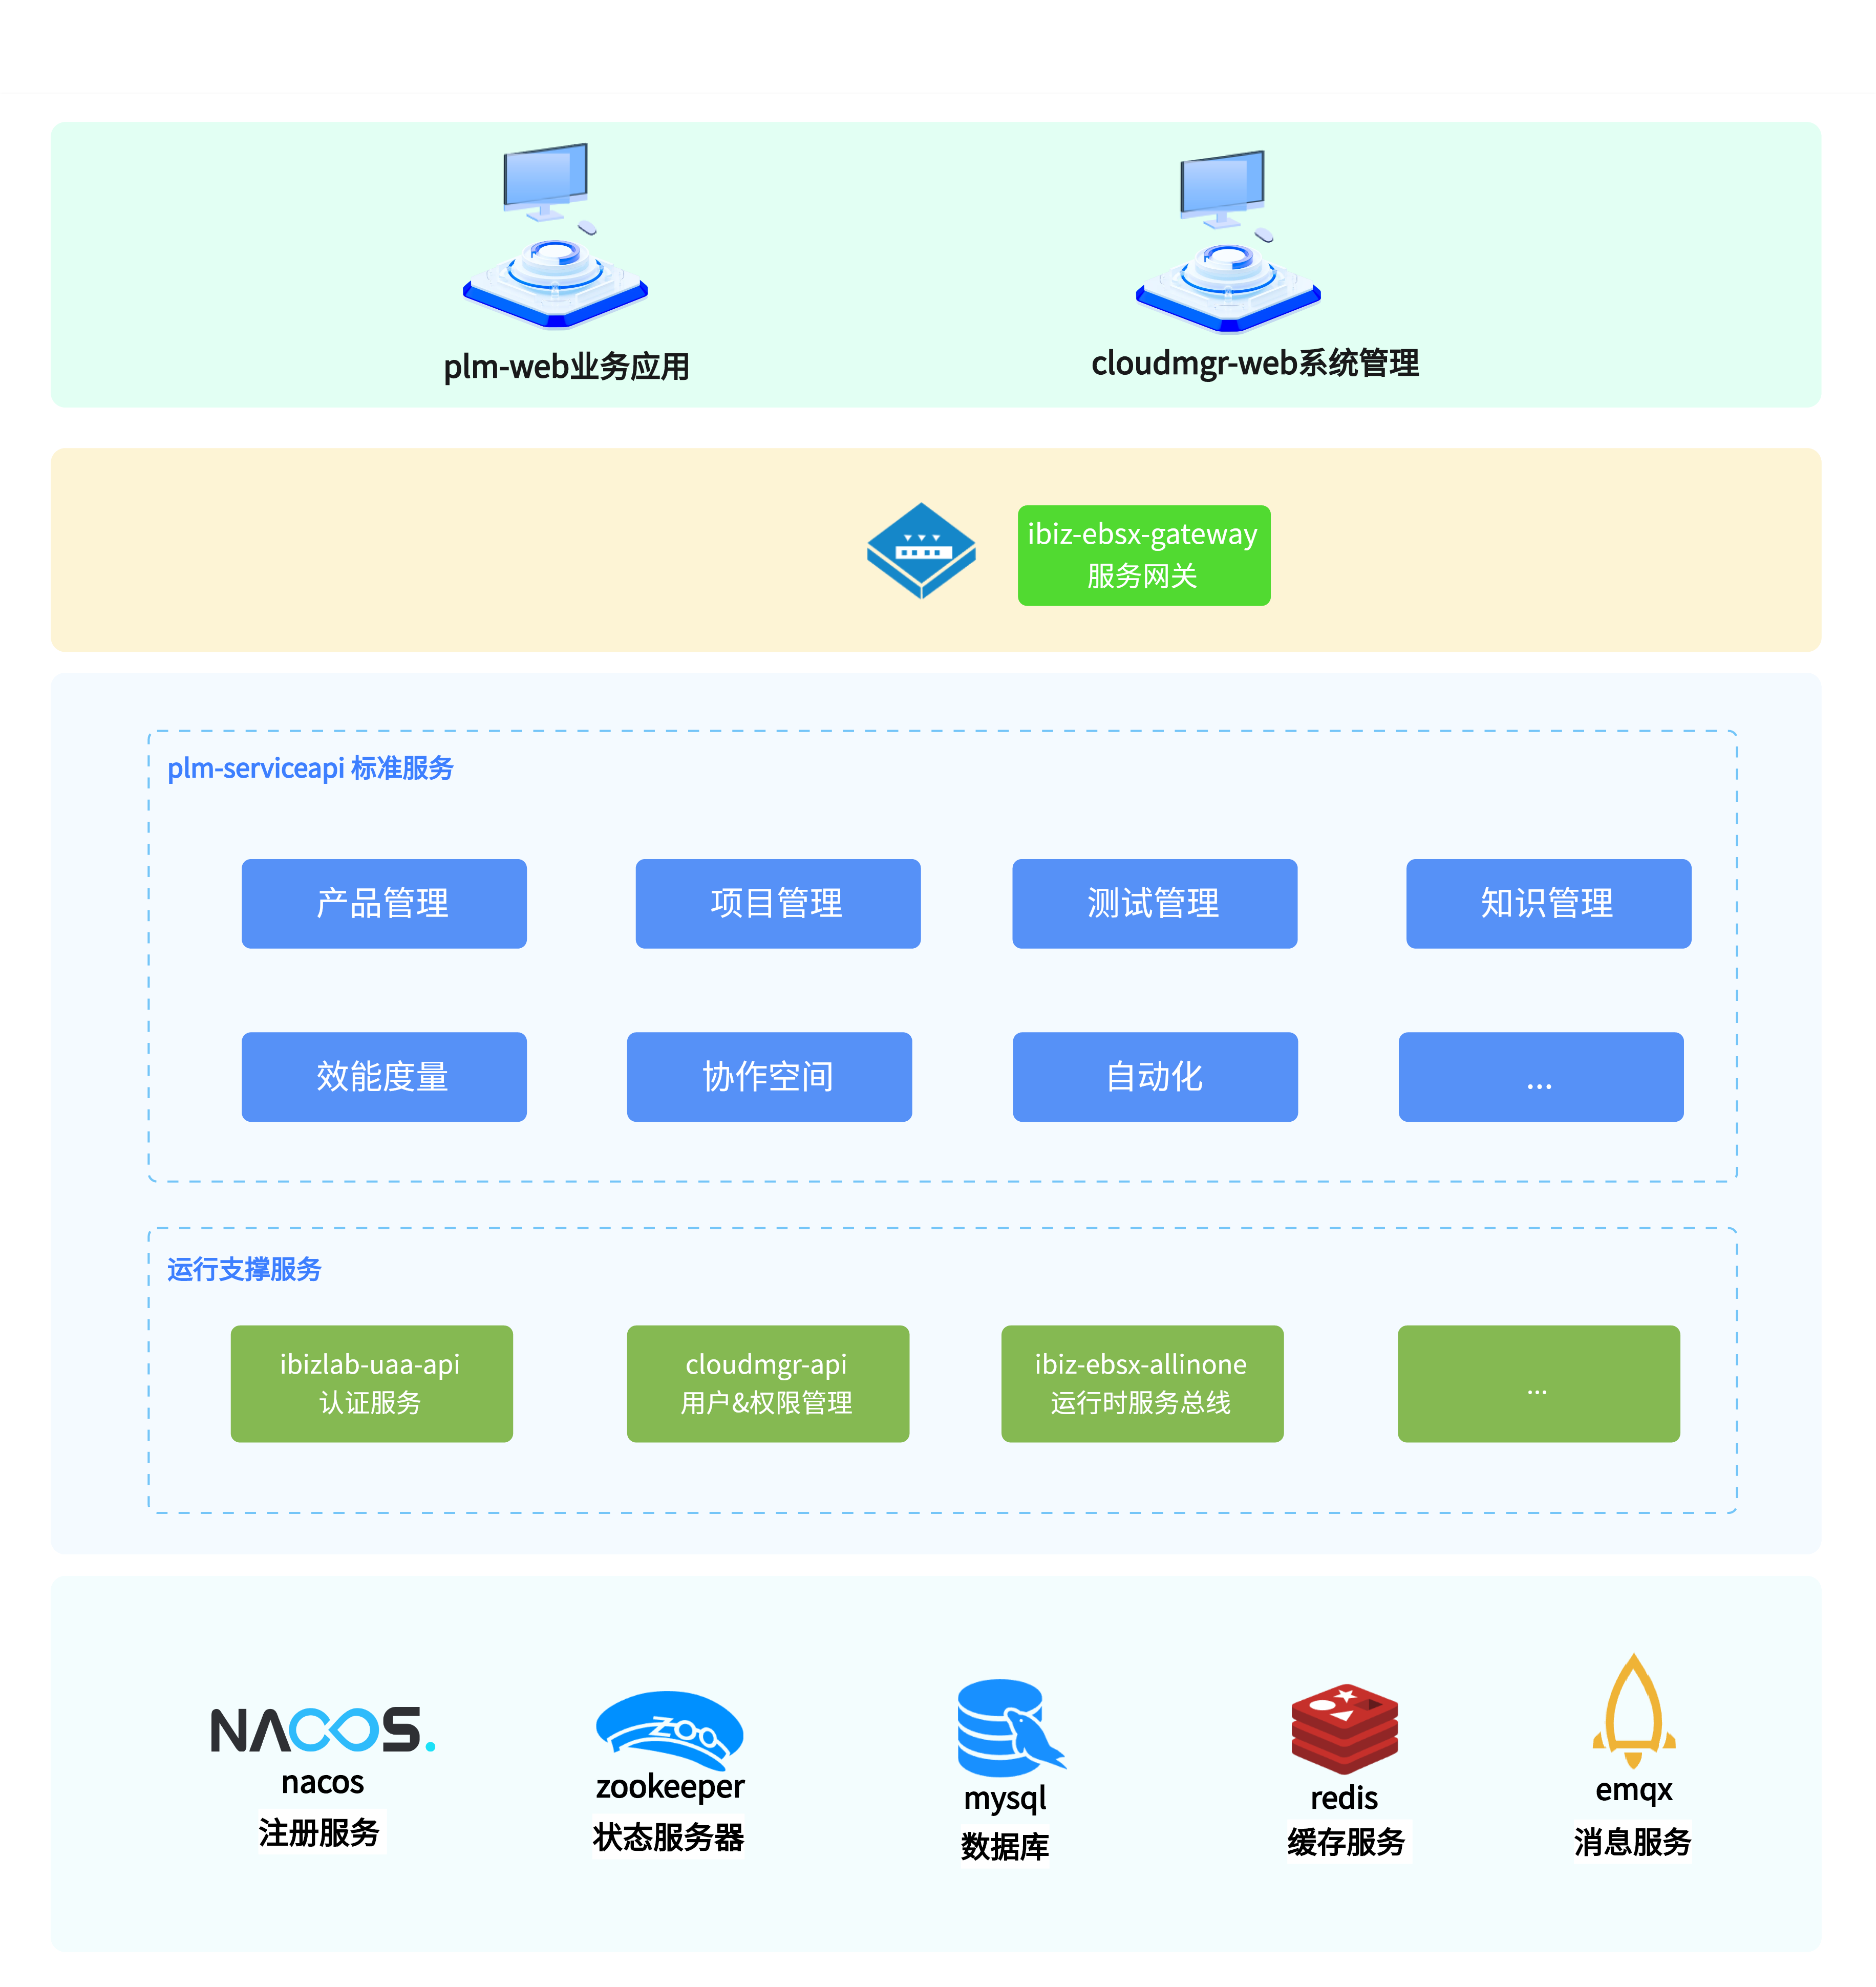 plm-web业务应用
cloudmgr-web系统管理
ibiz-ebsx-gateway
服务网关
plm-serviceapi 标准服务
产品管理
项目管理
测试管理
知识管理
效能度量
协作空间
自动化
...
运行支撑服务
ibizlab-uaa-api
认证服务
cloudmgr-api
用户&权限管理
ibiz-ebsx-allinone
运行时服务总线
...
NACOS.
nacos
注册服务
ZOO
zookeeper
状态服务器
mysql
数据库
redis
缓存服务
emqx
消息服务